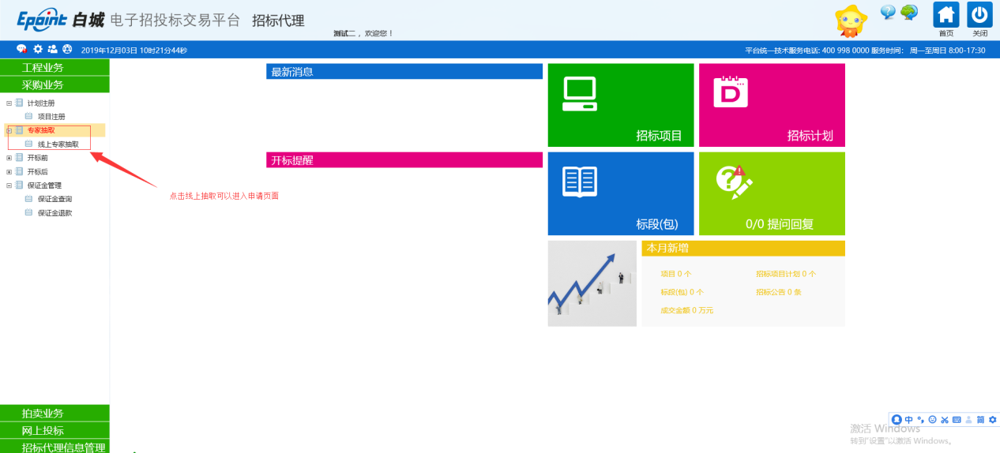 Epoint 白城 电子招投标交易平台 招标代理
测试二 ，欢迎您！
首页 关闭
2019年12月03日 10时21分44秒
平台统一技术服务电话: 400 998 0000 服务时间： 周一至周日 8:00-17:30
工程业务
采购业务
计划注册
项目注册
专家抽取
线上专家抽取
开标前
开标后
保证金管理
保证金查询
保证金退款
拍卖业务
网上投标
招标代理信息管理
点击线上抽取可以进入申请页面
最新消息
开标提醒
招标项目
D
招标计划
标段(包)
0/0 提问回复
本月新增
项目 0 个
招标项目计划 0 个
标段(包) 0 个
招标公告 0 条
成交金额 0 万元
中 简
激活 Windows
转到"设置"以激活 Windows。